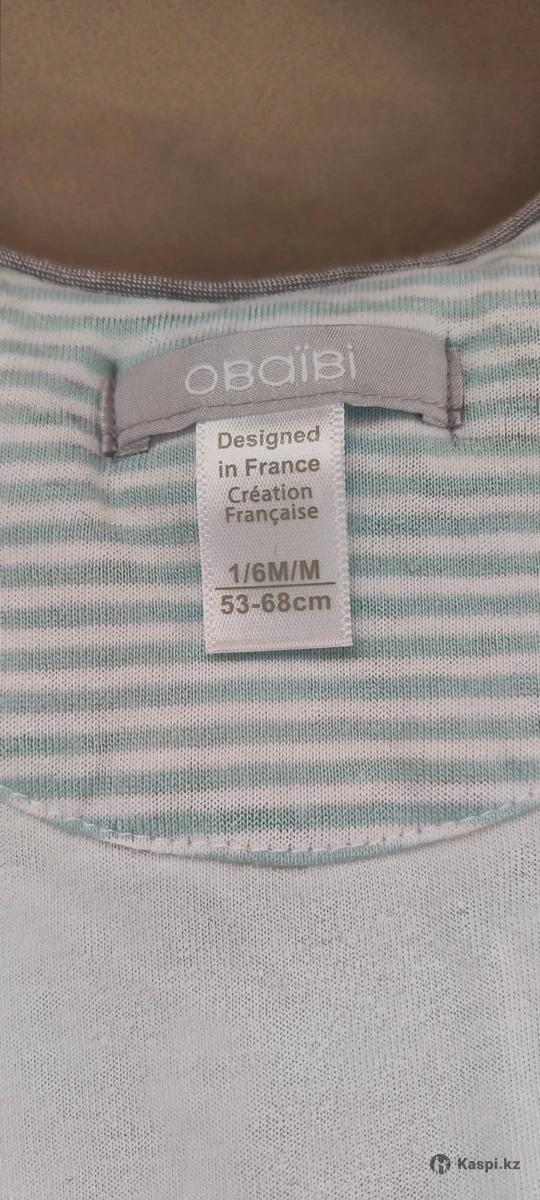 OBaïBi
Designed
in France
Création
Française
1/6M/M
53-68cm
Kaspi.kz